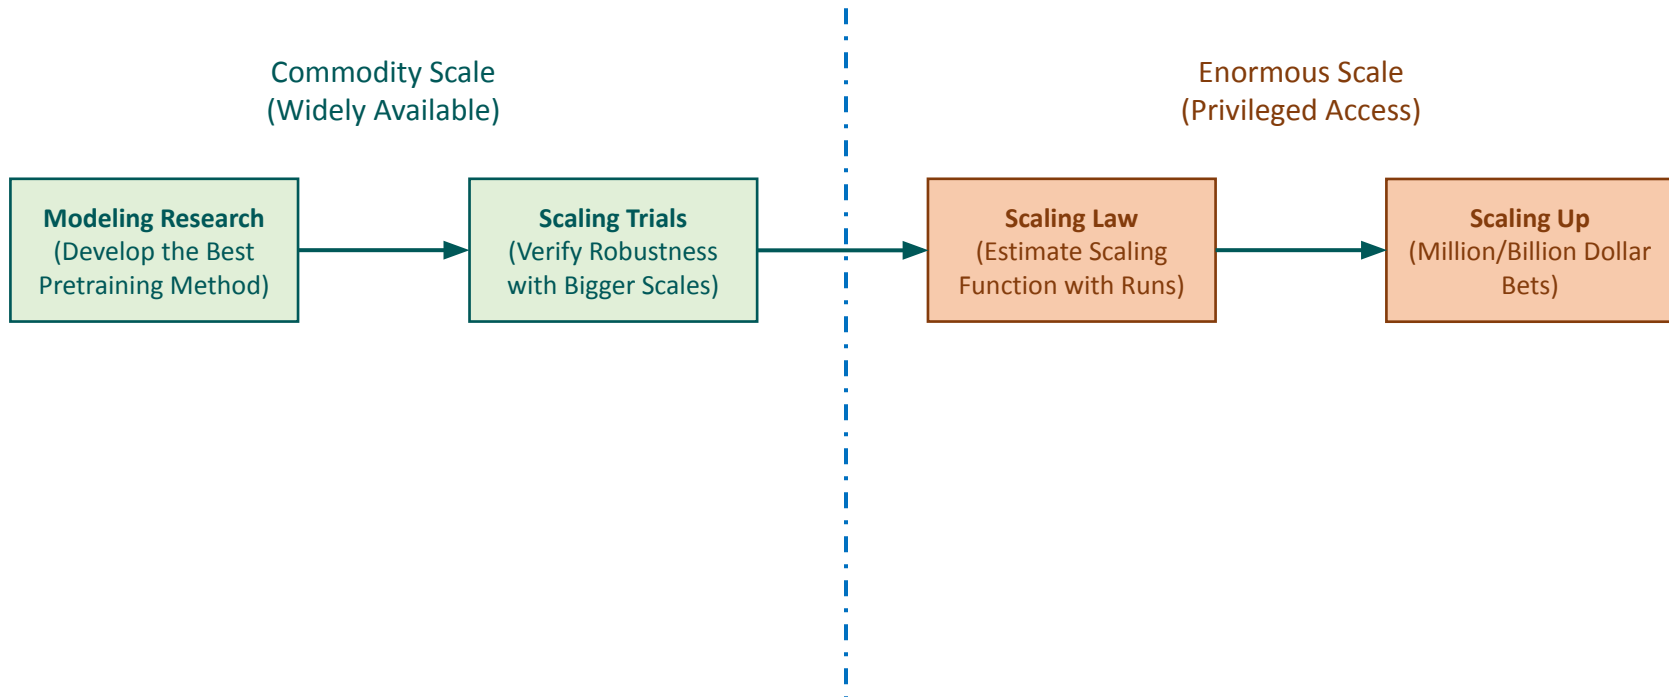 Commodity Scale
(Widely Available)
Enormous Scale
(Privileged Access)
Modeling Research
(Develop the Best
Pretraining Method)
Scaling Trials
(Verify Robustness
with Bigger Scales)
Scaling Law
(Estimate Scaling
Function with Runs)
Scaling Up
(Million/Billion Dollar
Bets)